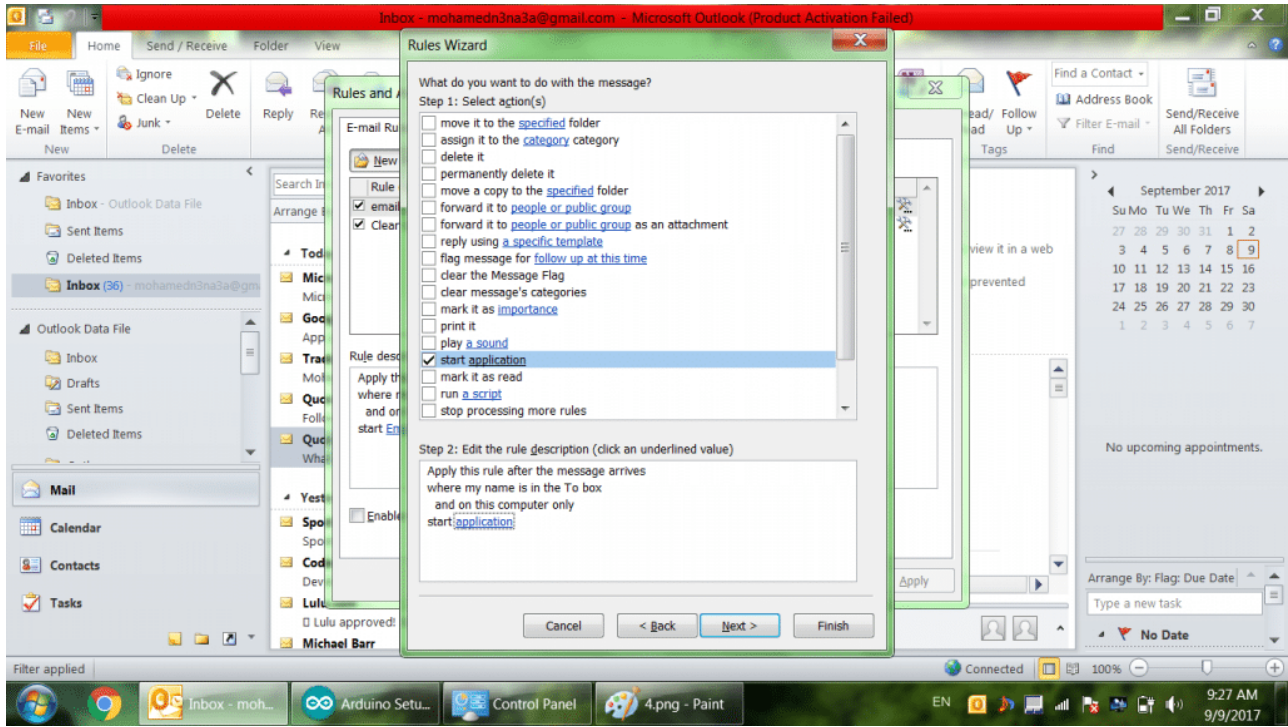 Inbox - mohamedn3na3a@gmail.com - Microsoft Outlook (Product Activation Failed)
File Home Send / Receive Folder View
Ignore
Clean Up
Junk
Delete
New E-mail
New Items
Reply
New
Delete
Follow Up
Tags
Find a Contact
Address Book
Filter E-mail
Find
Send/Receive All Folders
Send/Receive
Favorites
Inbox - Outlook Data File
Sent Items
Deleted Items
Inbox (36) - mohamedn3na3a@gm
Outlook Data File
Inbox
Drafts
Sent Items
Deleted Items
Mail
Calendar
Contacts
Tasks
Search In
Arrange
Yest
Lulu
Lulu approved!
Michael Barr
Rules and
E-mail Ru
New
Rule
email
Clear
Rule desc
Apply th
where
and on
start En
Enable
Apply
Rules Wizard
What do you want to do with the message?
Step 1: Select action(s)
move it to the specified folder
assign it to the category category
delete it
permanently delete it
move a copy to the specified folder
forward it to people or public group
forward it to people or public group as an attachment
reply using a specific template
flag message for follow up at this time
clear the Message Flag
clear message's categories
mark it as importance
print it
play a sound
start application
mark it as read
run a script
stop processing more rules
Step 2: Edit the rule description (click an underlined value)
Apply this rule after the message arrives
where my name is in the To box
and on this computer only
start application
Cancel < Back Next > Finish
view it in a web
prevented
September 2017
Su Mo Tu We Th Fr Sa
27 28 29 30 31 1 2
3 4 5 6 7 8 9
10 11 12 13 14 15 16
17 18 19 20 21 22 23
24 25 26 27 28 29 30
1 2 3 4 5 6 7
No upcoming appointments.
Arrange By: Flag: Due Date
Type a new task
No Date
Filter applied
Connected 100%
Inbox - moh...
Arduino Setu...
Control Panel
4.png - Paint
EN
9:27 AM
9/9/2017